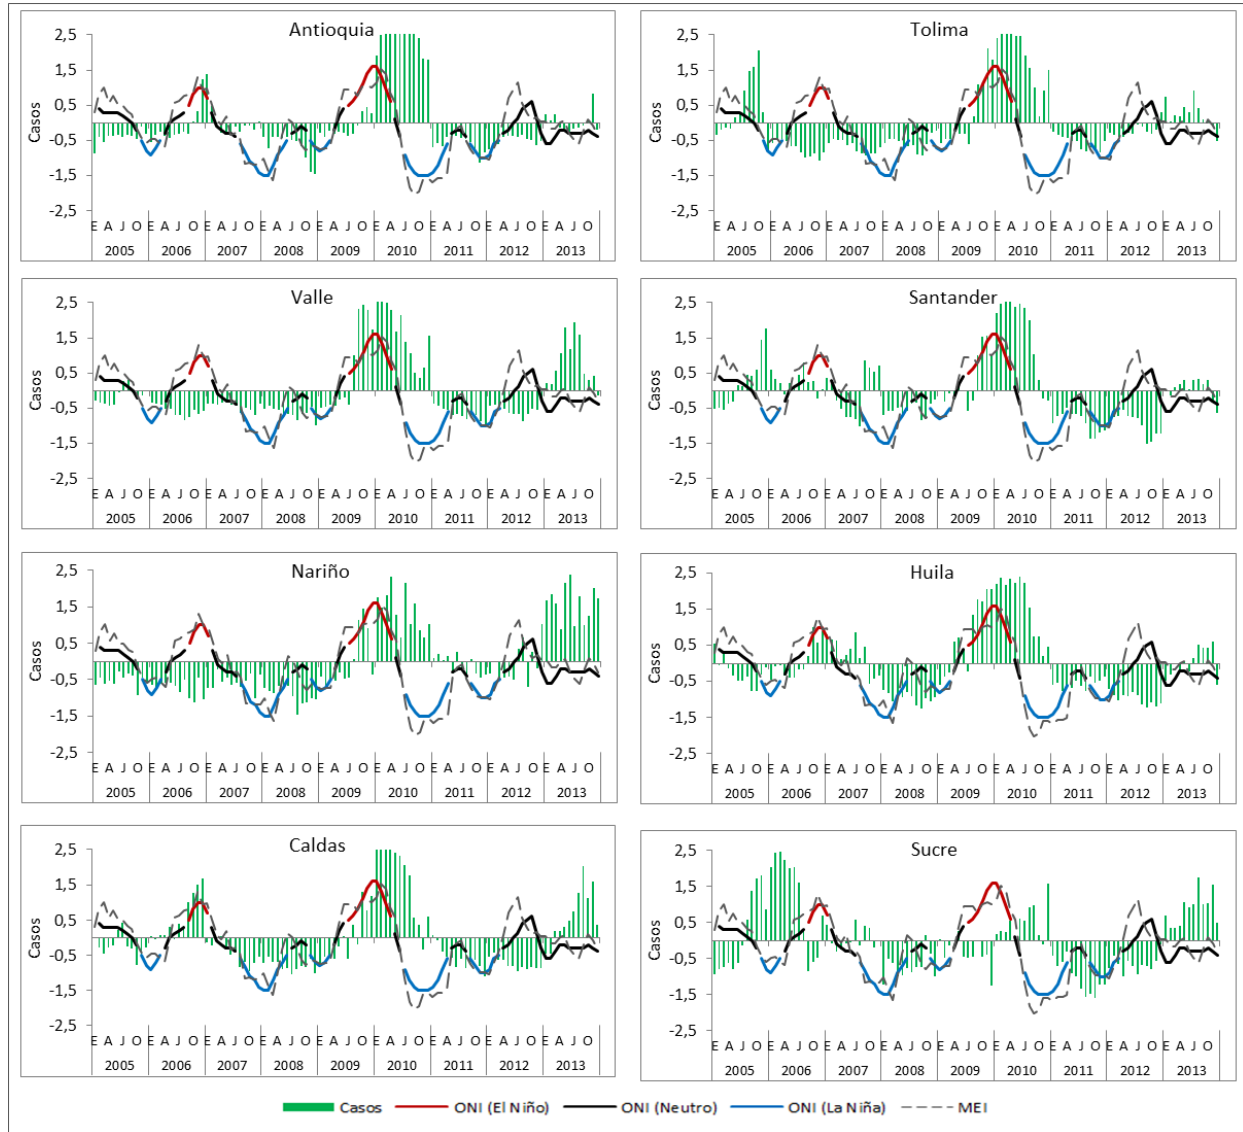 Antioquia
Casos
2,5
1,5
0,5
-0,5
-1,5
-2,5
E A J O E A J O E A J O E A J O E A J O E A J O E A J O E A J O E A J O
2005 2006 2007 2008 2009 2010 2011 2012 2013
Tolima
Casos
2,5
1,5
0,5
-0,5
-1,5
-2,5
E A J O E A J O E A J O E A J O E A J O E A J O E A J O E A J O E A J O
2005 2006 2007 2008 2009 2010 2011 2012 2013
Valle
Casos
2,5
1,5
0,5
-0,5
-1,5
-2,5
E A J O E A J O E A J O E A J O E A J O E A J O E A J O E A J O E A J O
2005 2006 2007 2008 2009 2010 2011 2012 2013
Santander
Casos
2,5
1,5
0,5
-0,5
-1,5
-2,5
E A J O E A J O E A J O E A J O E A J O E A J O E A J O E A J O E A J O
2005 2006 2007 2008 2009 2010 2011 2012 2013
Nariño
Casos
2,5
1,5
0,5
-0,5
-1,5
-2,5
E A J O E A J O E A J O E A J O E A J O E A J O E A J O E A J O E A J O
2005 2006 2007 2008 2009 2010 2011 2012 2013
Huila
Casos
2,5
1,5
0,5
-0,5
-1,5
-2,5
E A J O E A J O E A J O E A J O E A J O E A J O E A J O E A J O E A J O
2005 2006 2007 2008 2009 2010 2011 2012 2013
Caldas
Casos
2,5
1,5
0,5
-0,5
-1,5
-2,5
E A J O E A J O E A J O E A J O E A J O E A J O E A J O E A J O E A J O
2005 2006 2007 2008 2009 2010 2011 2012 2013
Sucre
Casos
2,5
1,5
0,5
-0,5
-1,5
-2,5
E A J O E A J O E A J O E A J O E A J O E A J O E A J O E A J O E A J O
2005 2006 2007 2008 2009 2010 2011 2012 2013
Casos ONI (El Niño) ONI (Neutro) ONI (La Niña) MEI